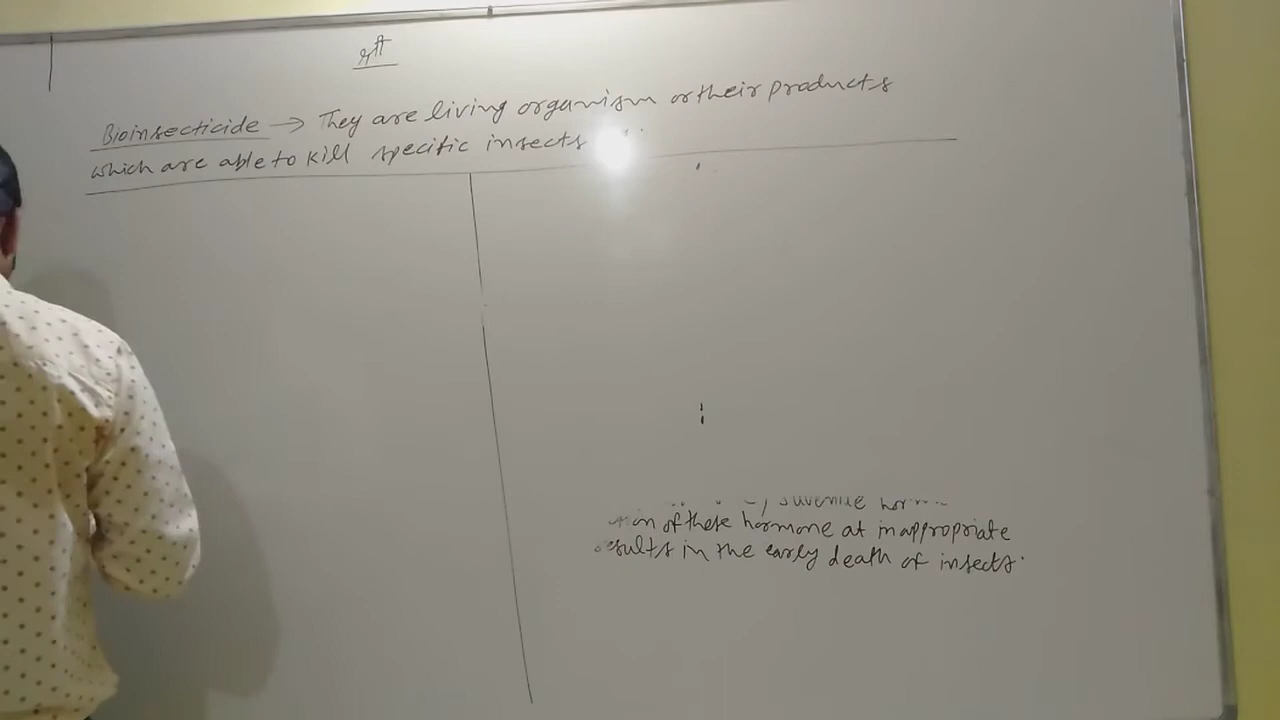 श्री
Bioinsecticide → They are living organism or their products
which are able to kill specific insects
Juvenile
of these hormone at inappropriate
in the early death of insects.